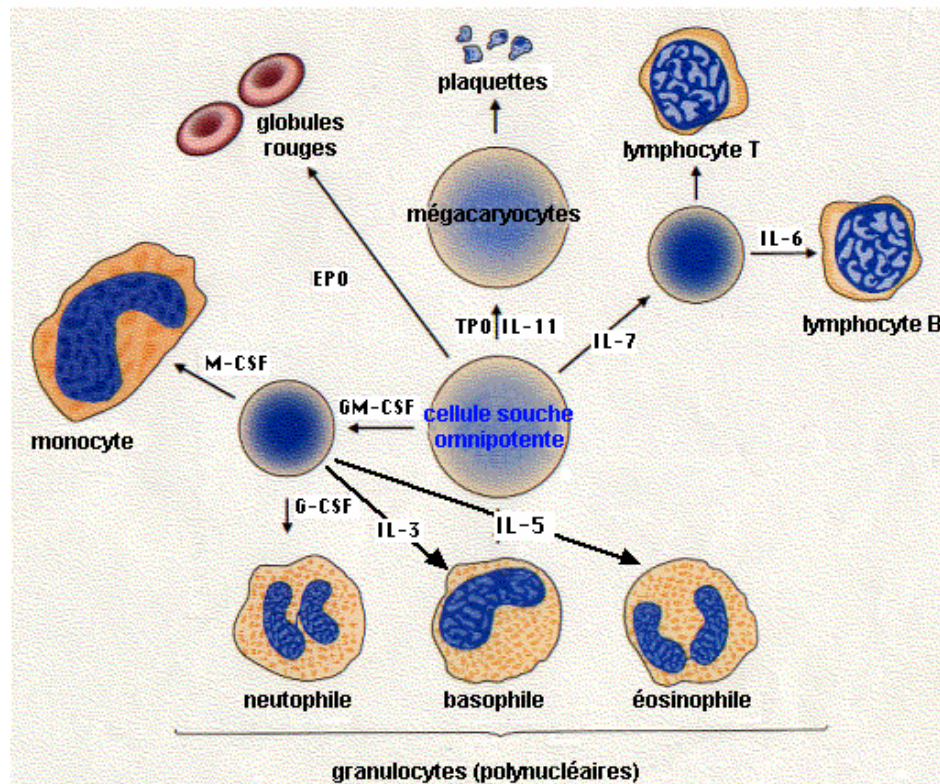 plaquettes
globules
rouges
lymphocyte T
mégacaryocytes
IL-6
EPO
lymphocyte B
TPO IL-11
IL-7
M-CSF
GM-CSF
cellule souche
omnipotente
monocyte
G-CSF
IL-3
IL-5
neutophile
basophile
éosinophile
granulocytes (polynucléaires)